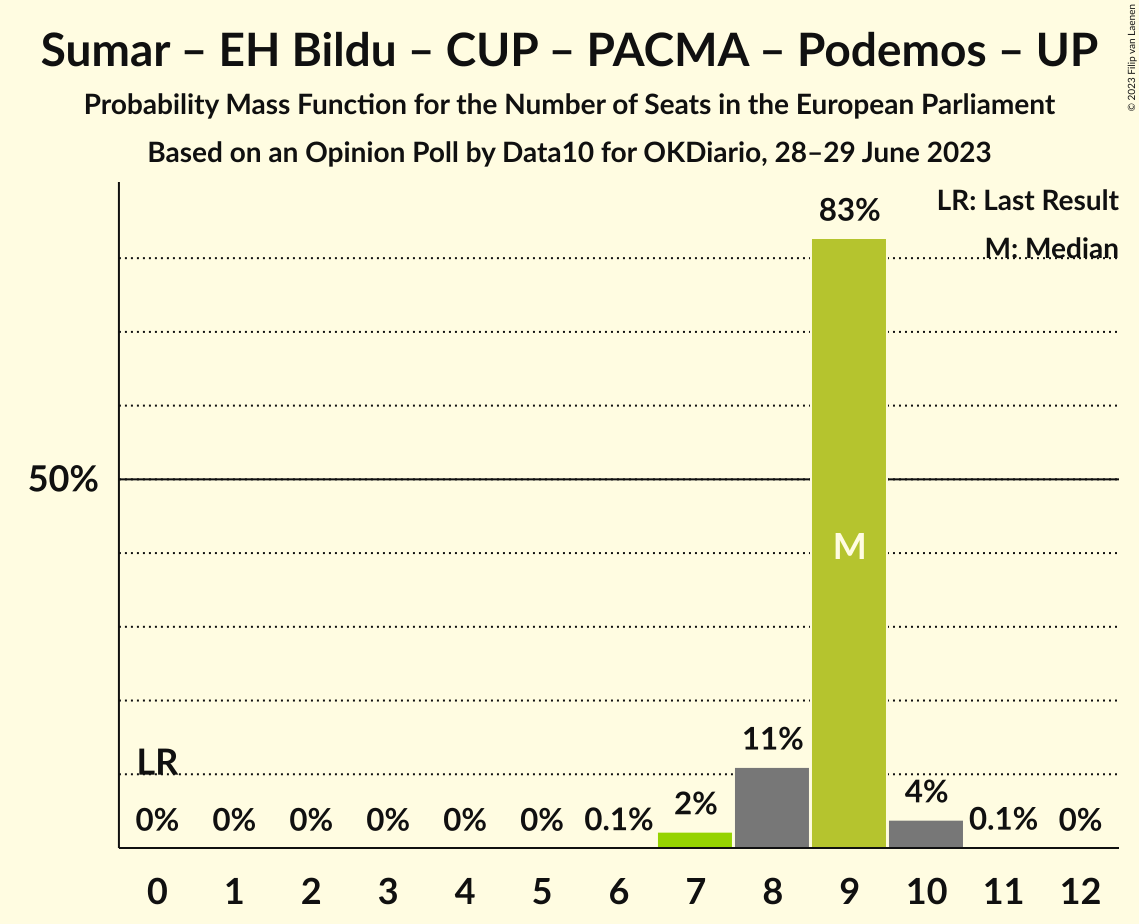 Sumar – EH Bildu – CUP – PACMA – Podemos – UP
Probability Mass Function for the Number of Seats in the European Parliament
Based on an Opinion Poll by Data10 for OKDiario, 28–29 June 2023
© 2023 Filip van Laenen
LR: Last Result
M: Median
83%
50%
M
LR
11%
4%
2%
0% 0% 0% 0% 0% 0% 0.1% 0.1% 0%
0 1 2 3 4 5 6 7 8 9 10 11 12